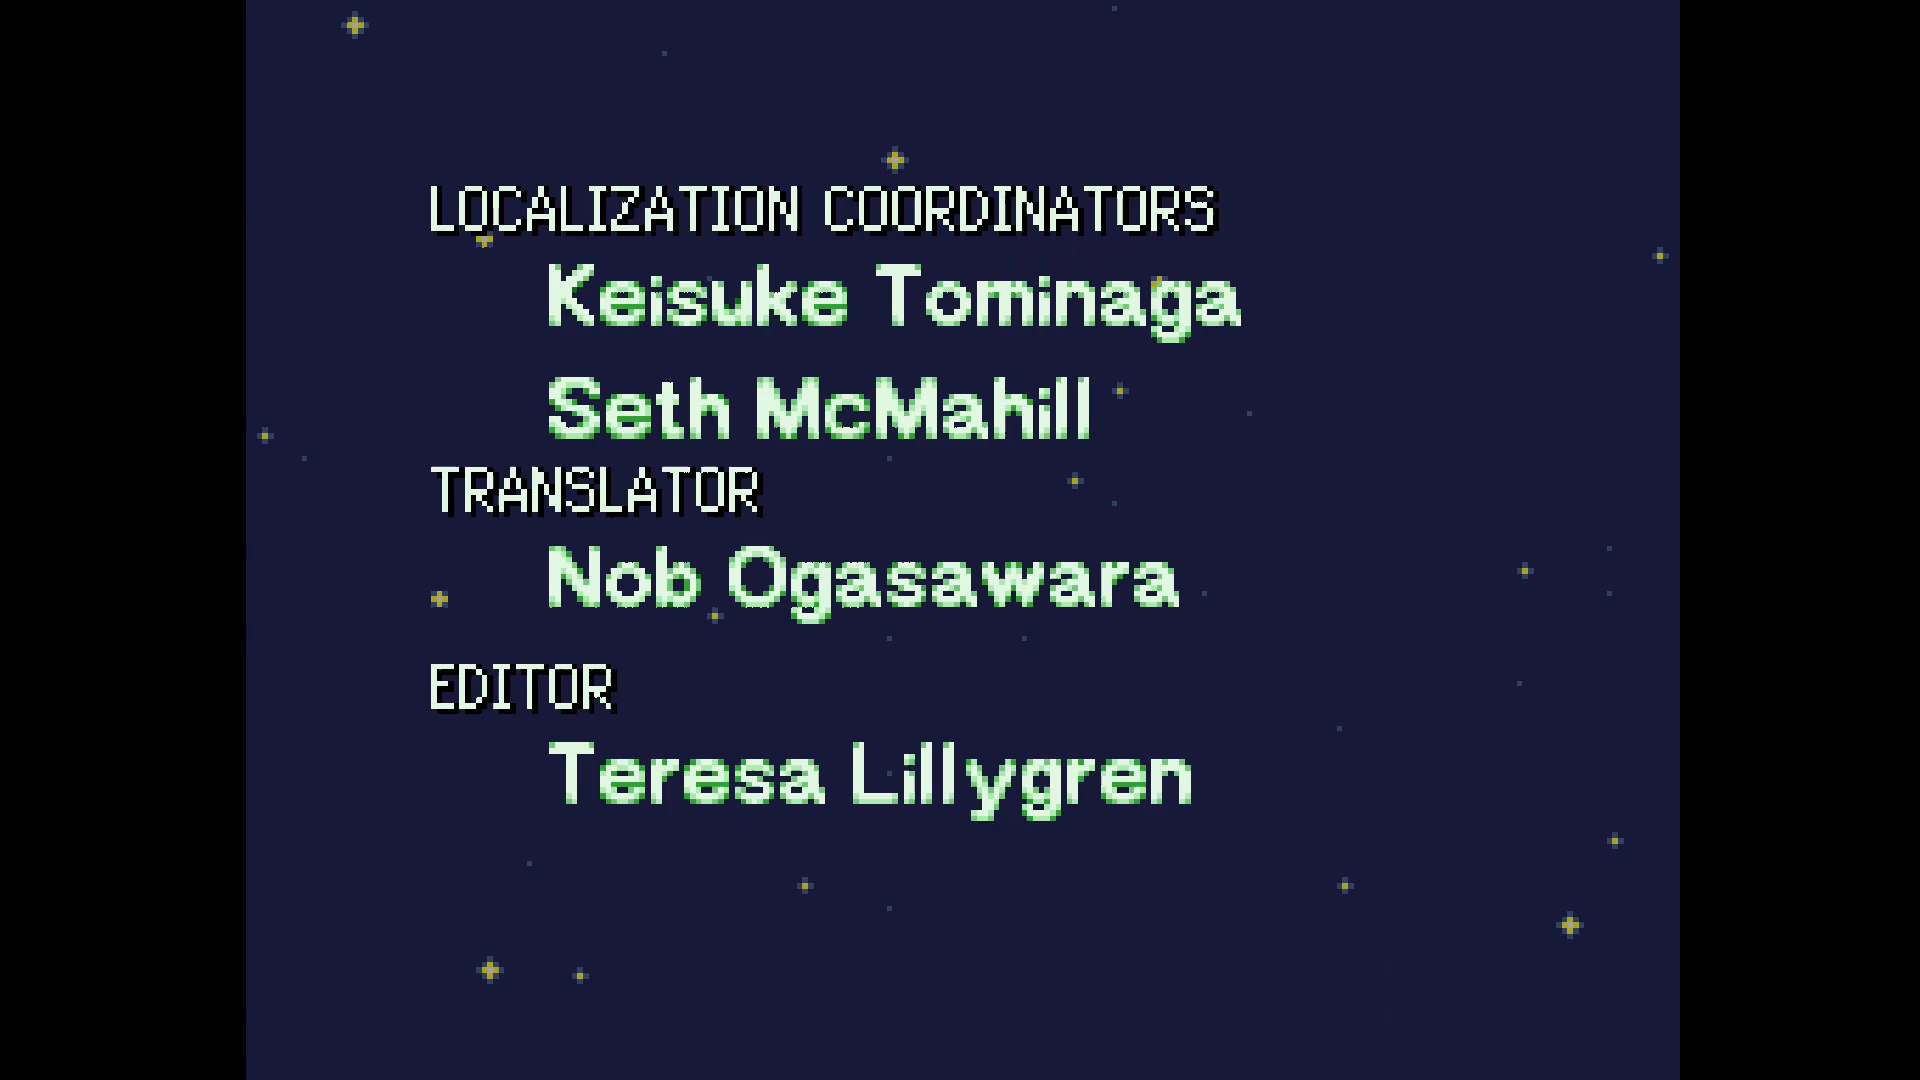 LOCALIZATION COORDINATORS
Keisuke Tominaga
Seth McMahill
TRANSLATOR
Nob Ogasawara
EDITOR
Teresa Lillygren